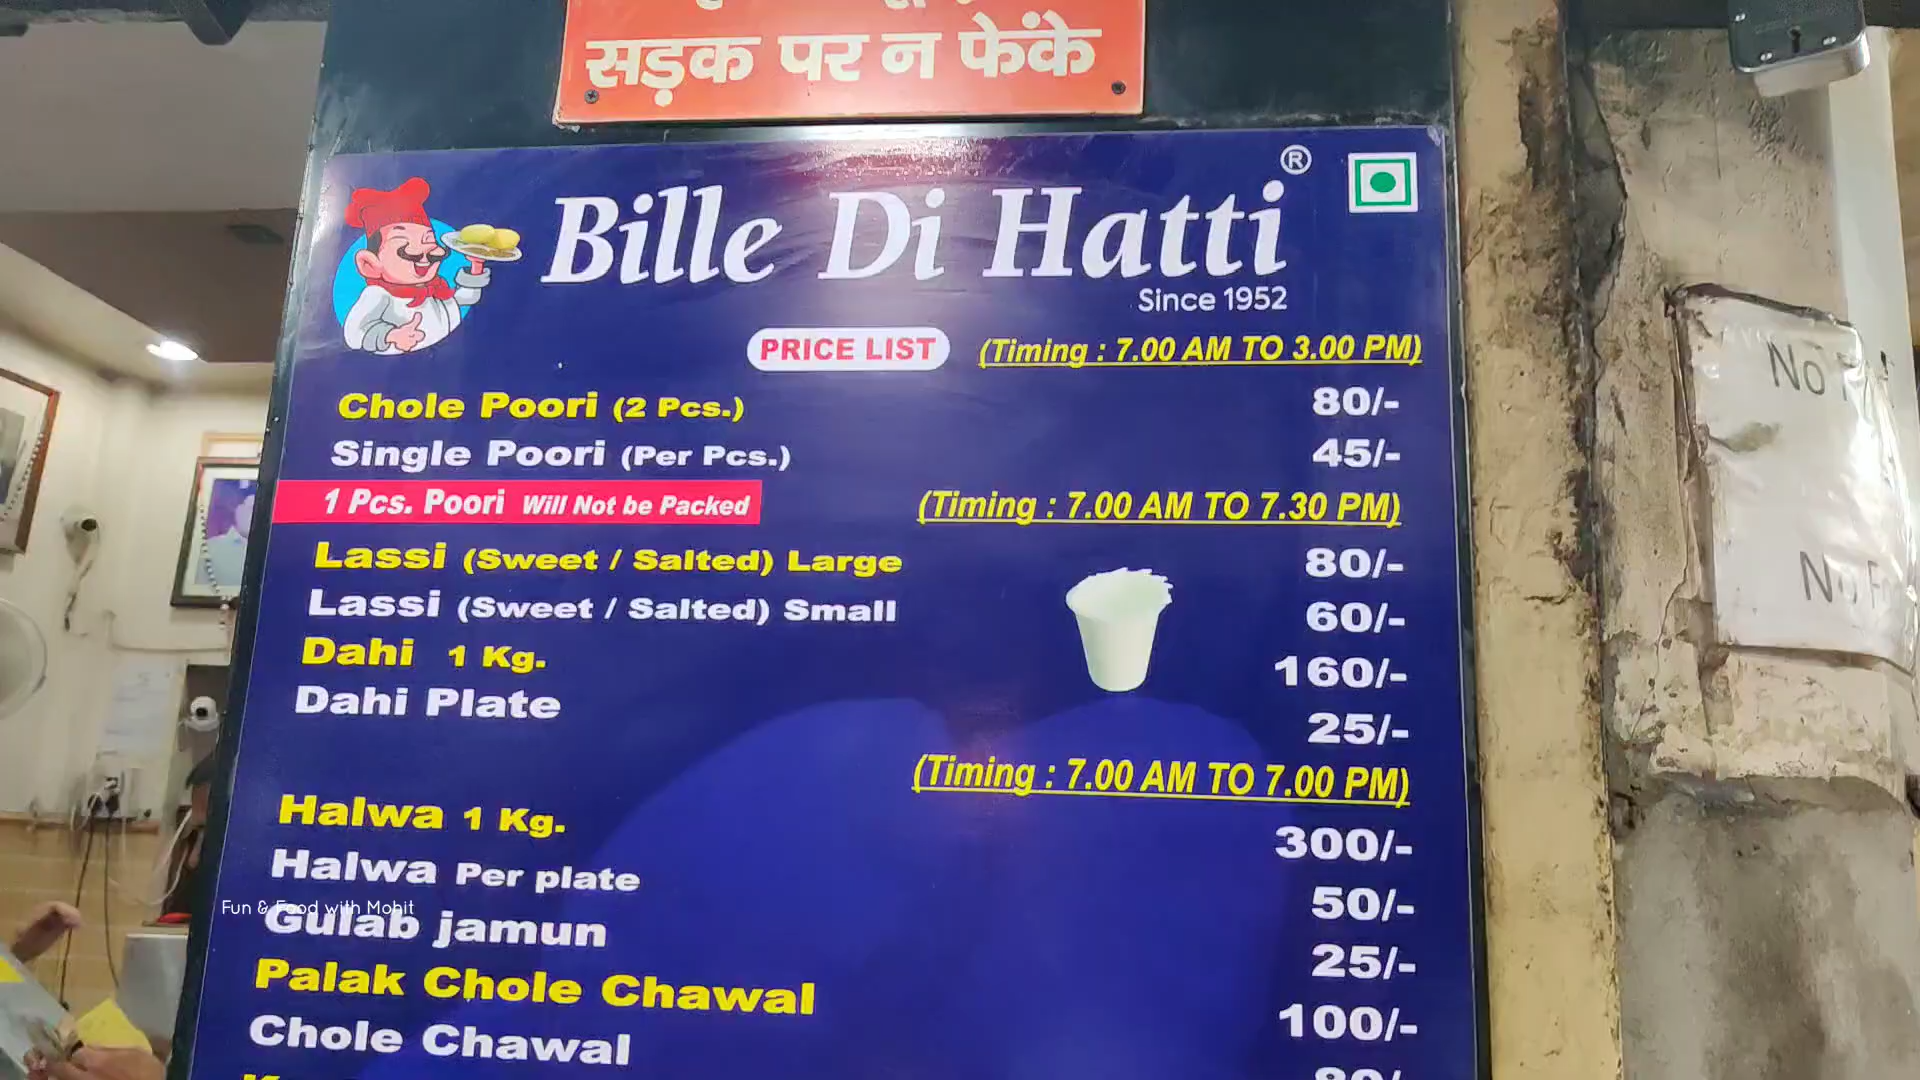 सड़क पर न फेंकें
Bille Di Hatti ®
Since 1952
PRICE LIST (Timing : 7.00 AM TO 3.00 PM)
Chole Poori (2 Pcs.) 80/-
Single Poori (Per Pcs.) 45/-
1 Pcs. Poori Will Not be Packed (Timing : 7.00 AM TO 7.30 PM)
Lassi (Sweet / Salted) Large 80/-
Lassi (Sweet / Salted) Small 60/-
Dahi 1 Kg. 160/-
Dahi Plate 25/-
(Timing : 7.00 AM TO 7.00 PM)
Halwa 1 Kg. 300/-
Halwa Per plate 50/-
Fun & Food with Mohit
Gulab jamun 25/-
Palak Chole Chawal 100/-
Chole Chawal 80/-
No
No